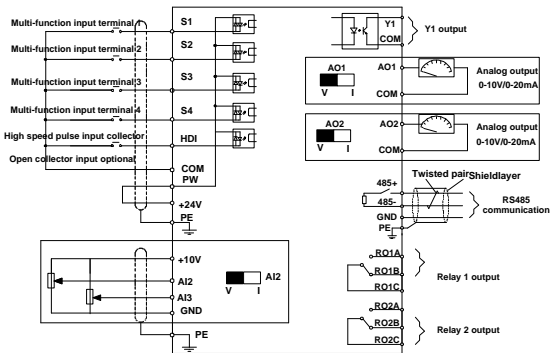 Multi-function input terminal 1
S1
Multi-function input terminal 2
S2
Multi-function input terminal 3
S3
Multi-function input terminal 4
S4
High speed pulse input collector
HDI
Open collector input optional
COM
PW
+24V
PE
+10V
AI2
AI3
GND
V I
AI2
PE
Y1
COM
Y1 output
AO1
V I
AO1
COM
Analog output
0-10V/0-20mA
AO2
V I
AO2
COM
Analog output
0-10V/0-20mA
Twisted pair
Shieldlayer
485+
485-
GND
PE
RS485
communication
RO1A
RO1B
RO1C
Relay 1 output
RO2A
RO2B
RO2C
Relay 2 output